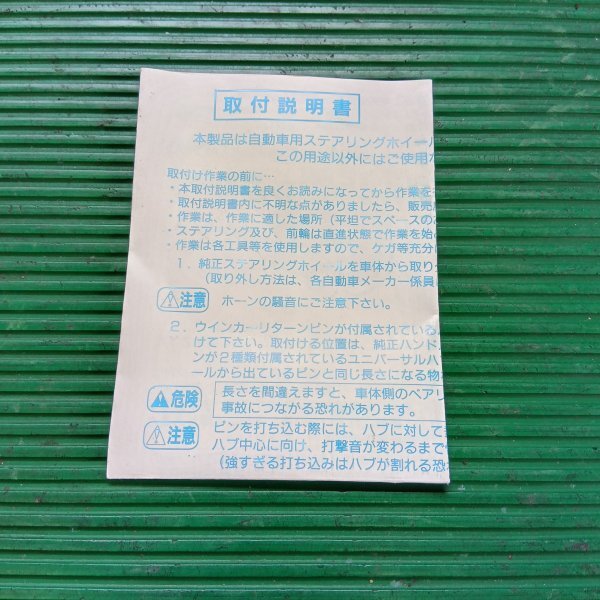 取付説明書
本製品は自動車用ステアリングホイール
この用途以外にはご使用な
取付け作業の前に…
・本取付説明書を良くお読みになってから作業を
・取付説明書内に不明な点がありましたら、販売
・作業は、作業に適した場所（平坦でスペースの
・ステアリング及び、前輪は直進状態で作業を始
・作業は各工具等を使用しますので、ケガ等充分
1．純正ステアリングホイールを車体から取り
（取り外し方法は、各自動車メーカー係員
注意 ホーンの騒音にご注意下さい。
2．ウインカーリターンピンが付属されている
けて下さい。取付ける位置は、純正ハンド
ンが2種類付属されているユニバーサルハ
ールから出ているピンと同じ長さになる物
危険 長さを間違えますと、車体側のベアリ
事故につながる恐れがあります。
注意 ピンを打ち込む際には、ハブに対して
ハブ中心に向け、打撃音が変わるまで
（強すぎる打ち込みはハブが割れる恐